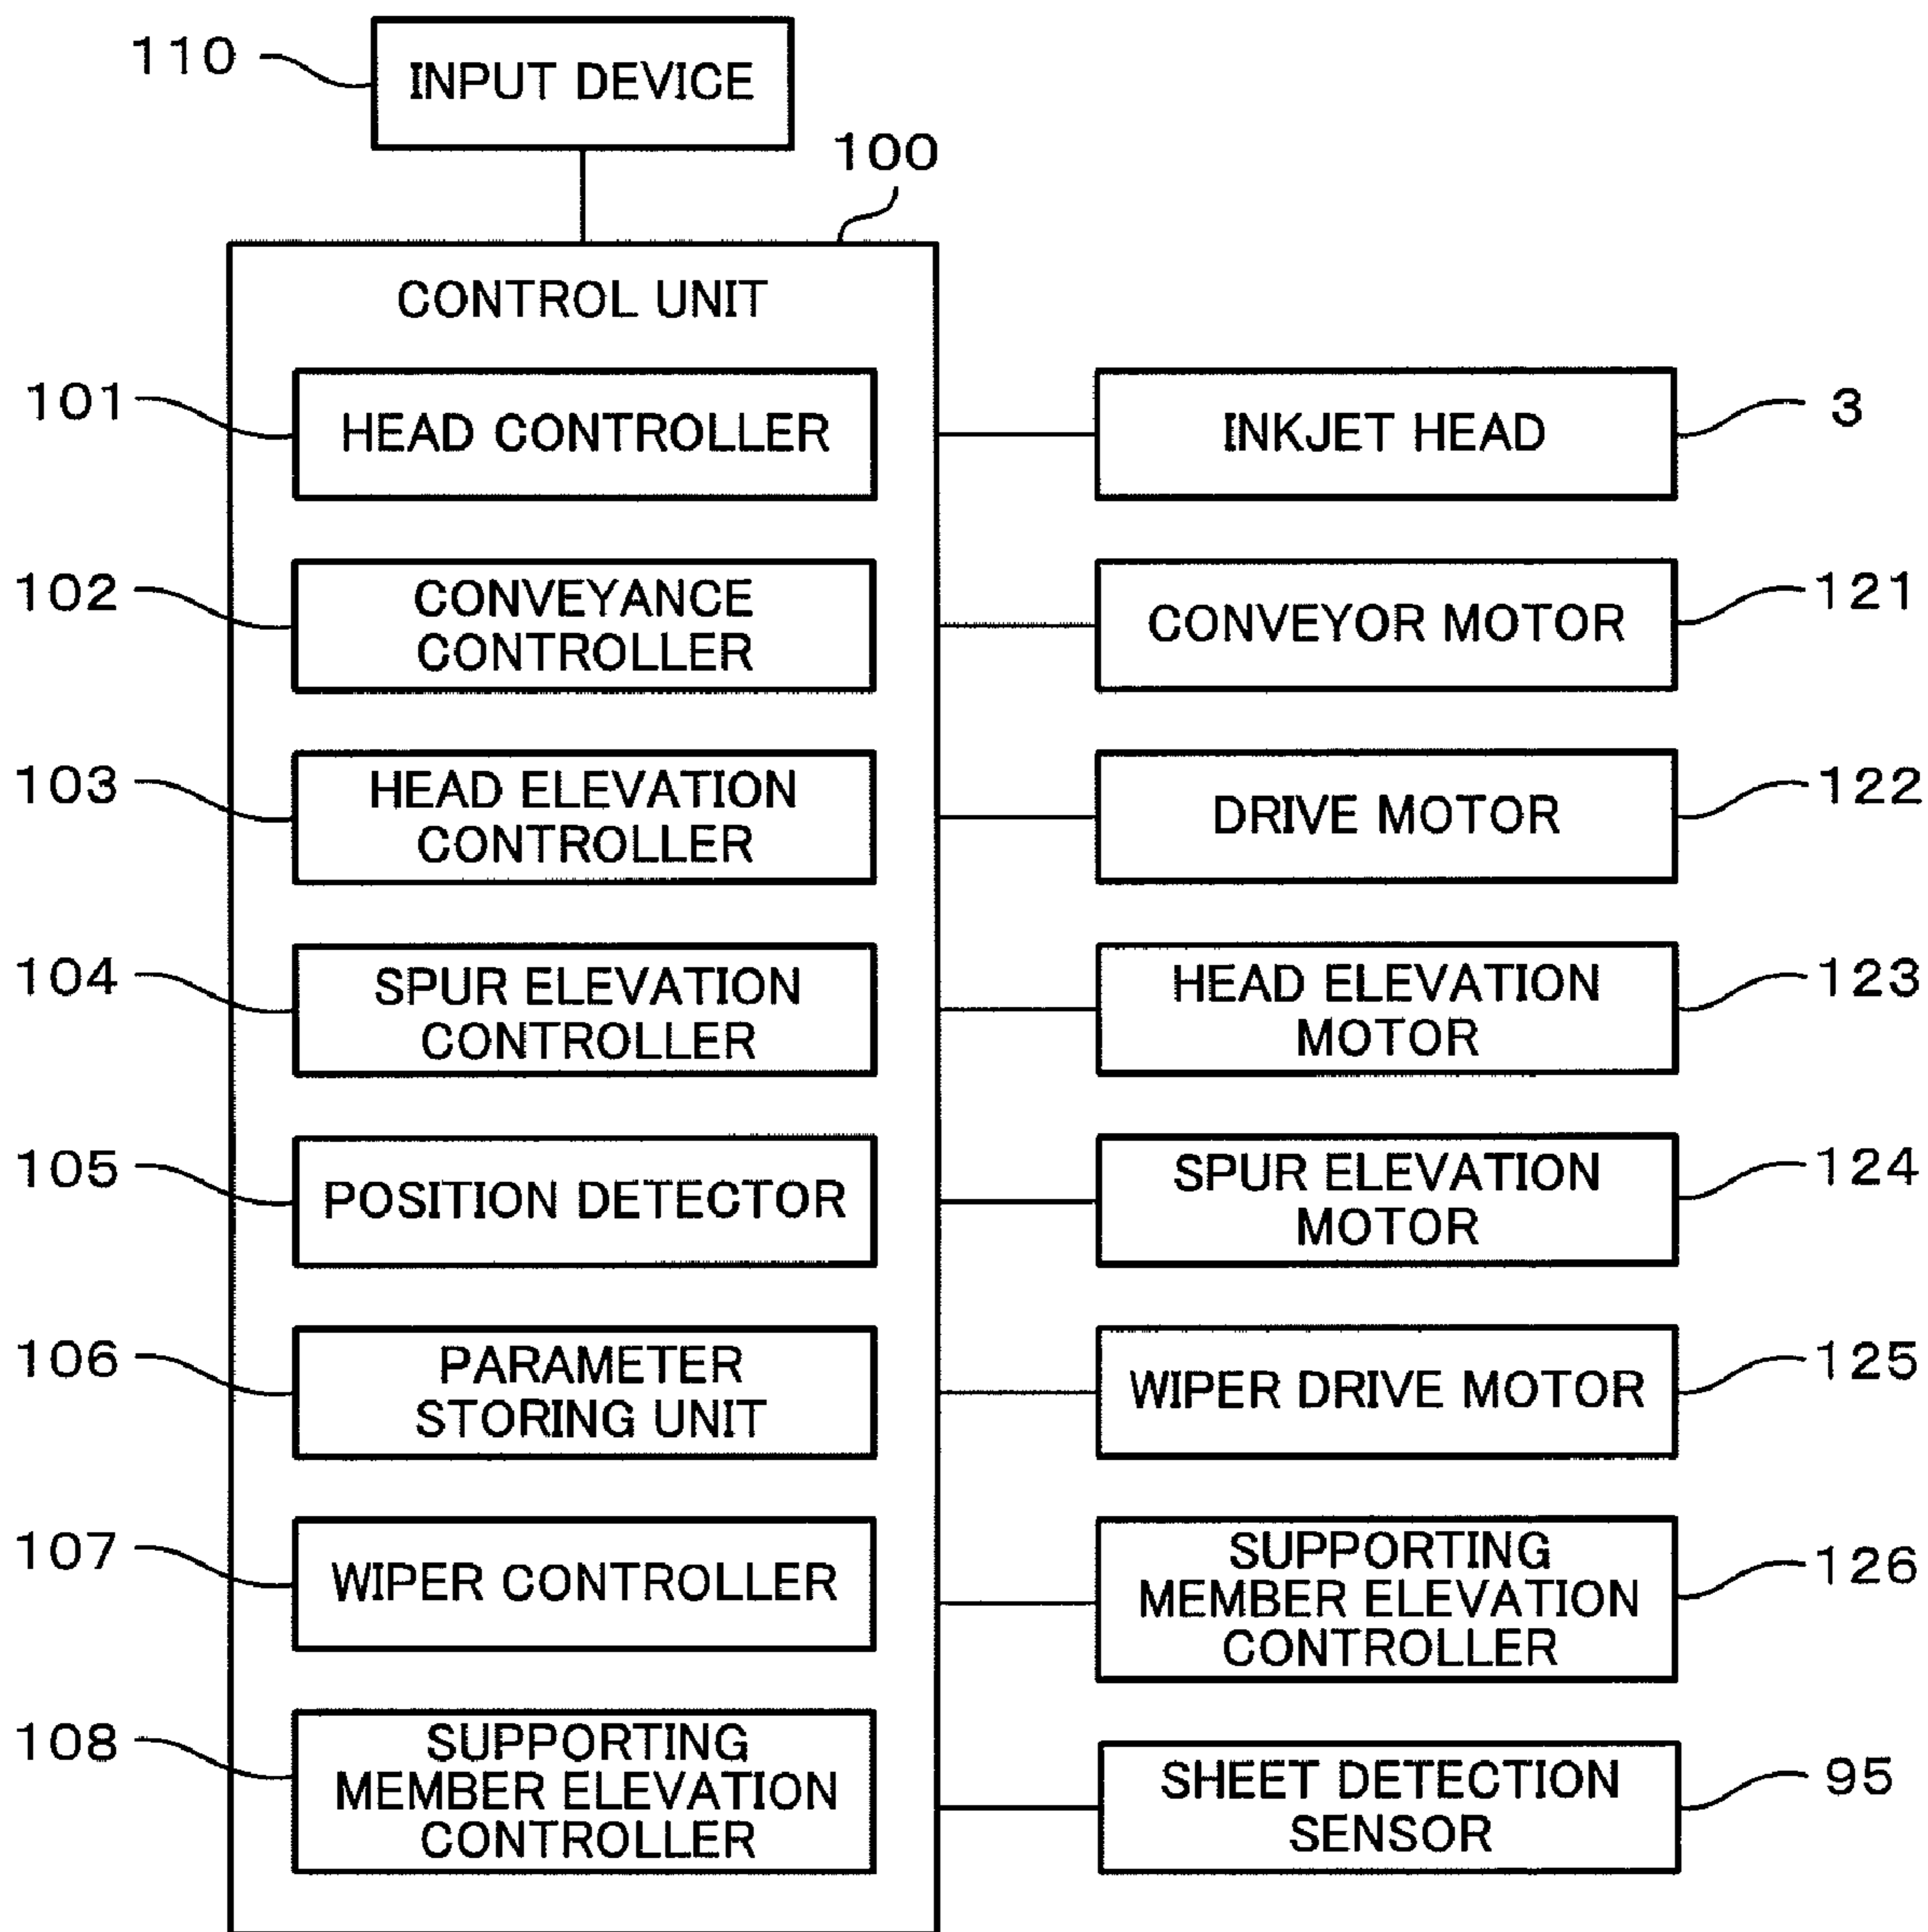 110
INPUT DEVICE
100
CONTROL UNIT
101
HEAD CONTROLLER
INKJET HEAD
3
102
CONVEYANCE
CONTROLLER
CONVEYOR MOTOR
121
103
HEAD ELEVATION
CONTROLLER
DRIVE MOTOR
122
104
SPUR ELEVATION
CONTROLLER
HEAD ELEVATION
MOTOR
123
105
POSITION DETECTOR
SPUR ELEVATION
MOTOR
124
106
PARAMETER
STORING UNIT
WIPER DRIVE MOTOR
125
107
WIPER CONTROLLER
SUPPORTING
MEMBER ELEVATION
CONTROLLER
126
108
SUPPORTING
MEMBER ELEVATION
CONTROLLER
SHEET DETECTION
SENSOR
95